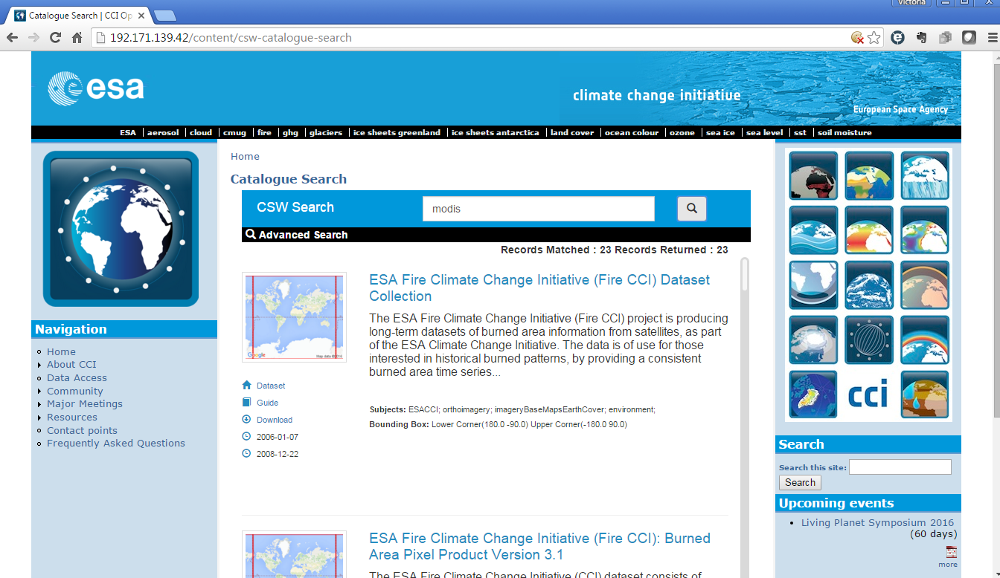 Victoria
Catalogue Search | CCI Op
192.171.139.42/content/csw-catalogue-search
esa
climate change initiative
European Space Agency
ESA aerosol cloud cmug fire ghg glaciers ice sheets greenland ice sheets antarctica land cover ocean colour ozone sea ice sea level sst soil moisture
Home
Catalogue Search
CSW Search
modis
Advanced Search
Records Matched : 23 Records Returned : 23
ESA Fire Climate Change Initiative (Fire CCI) Dataset
Collection
The ESA Fire Climate Change Initiative (Fire CCI) project is producing
long-term datasets of burned area information from satellites, as part
of the ESA Climate Change Initiative. The data is of use for those
interested in historical burned patterns, by providing a consistent
burned area time series...
Google
Map data ©2016
Dataset
Guide
Download
2006-01-07
2008-12-22
Subjects: ESACCI; orthoimagery; imageryBaseMapsEarthCover; environment;
Bounding Box: Lower Corner(180.0 -90.0) Upper Corner(-180.0 90.0)
ESA Fire Climate Change Initiative (Fire CCI): Burned
Area Pixel Product Version 3.1
The ESA Fire Climate Change Initiative (CCI) dataset consists of
Navigation
Home
About CCI
Data Access
Community
Major Meetings
Resources
Contact points
Frequently Asked Questions
cci
Search
Search this site:
Search
Upcoming events
Living Planet Symposium 2016
(60 days)
more